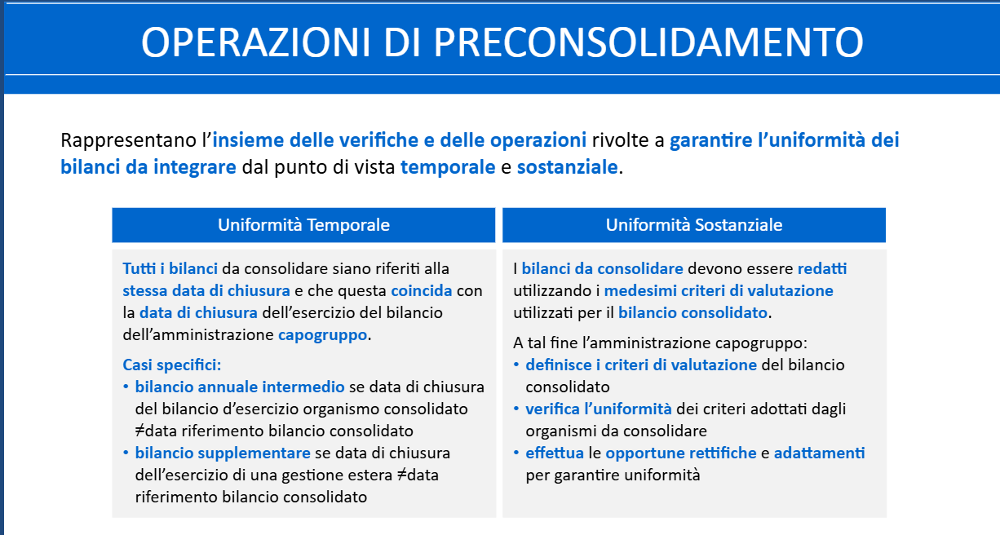 OPERAZIONI DI PRECONSOLIDAMENTO
Rappresentano l’insieme delle verifiche e delle operazioni rivolte a garantire l’uniformità dei
bilanci da integrare dal punto di vista temporale e sostanziale.
Uniformità Temporale
Tutti i bilanci da consolidare siano riferiti alla
stessa data di chiusura e che questa coincida con
la data di chiusura dell’esercizio del bilancio
dell’amministrazione capogruppo.
Casi specifici:
• bilancio annuale intermedio se data di chiusura
del bilancio d’esercizio organismo consolidato
≠data riferimento bilancio consolidato
• bilancio supplementare se data di chiusura
dell’esercizio di una gestione estera ≠data
riferimento bilancio consolidato
Uniformità Sostanziale
I bilanci da consolidare devono essere redatti
utilizzando i medesimi criteri di valutazione
utilizzati per il bilancio consolidato.
A tal fine l’amministrazione capogruppo:
• definisce i criteri di valutazione del bilancio
consolidato
• verifica l’uniformità dei criteri adottati dagli
organismi da consolidare
• effettua le opportune rettifiche e adattamenti
per garantire uniformità